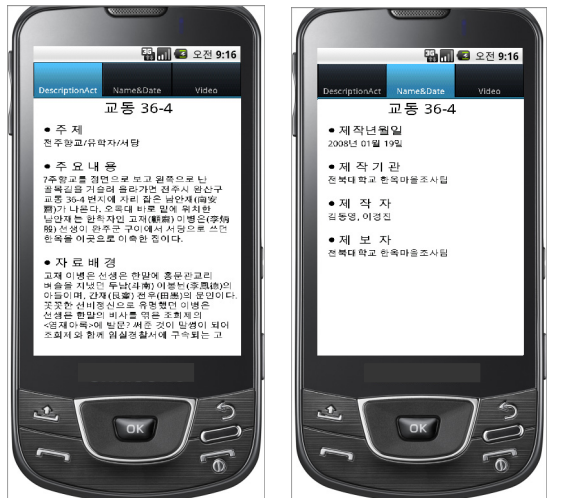 3G 오전 9:16
DescriptionAct Name&Date Video
교통 36-4
● 주 제
전주향교/유학자/서당
● 주 요 내 용
?주향교를 정면으로 보고 왼쪽으로 난
골목길을 거슬러 올라가면 전주시 완산구
교통 36-4 번지에 자리 잡은 남안재(南安
齋)가 나온다. 오목대 바로 밑에 위치한
남안재는 한학자인 고재(顧齋) 이병은(李炳
殷) 선생이 완주군 구이에서 서당으로 쓰던
한옥을 이곳으로 이축한 집이다.
● 자 료 배 경
고재 이병은 선생은 한말에 홍문관교리
벼슬을 지냈던 두남(斗南) 이봉님(李鳳德)의
아들이며, 간재(艮齋) 전우(田愚)의 문인이다.
꼿꼿한 선비정신으로 유명했던 이병은
선생은 한말의 비사를 엮은 조희제의
<염재야록>에 발문? 써준 것이 말썽이 되어
조희제와 함께 임실경찰서에 구속되는 고
OK
3G 오전 9:16
DescriptionAct Name&Date Video
교통 36-4
● 제작년월일
2008년 01월 19일
● 제 작 기 관
전북대학교 한옥마을조사팀
● 제 작 자
김동영, 이경진
● 제 보 자
전북대학교 한옥마을조사팀
OK